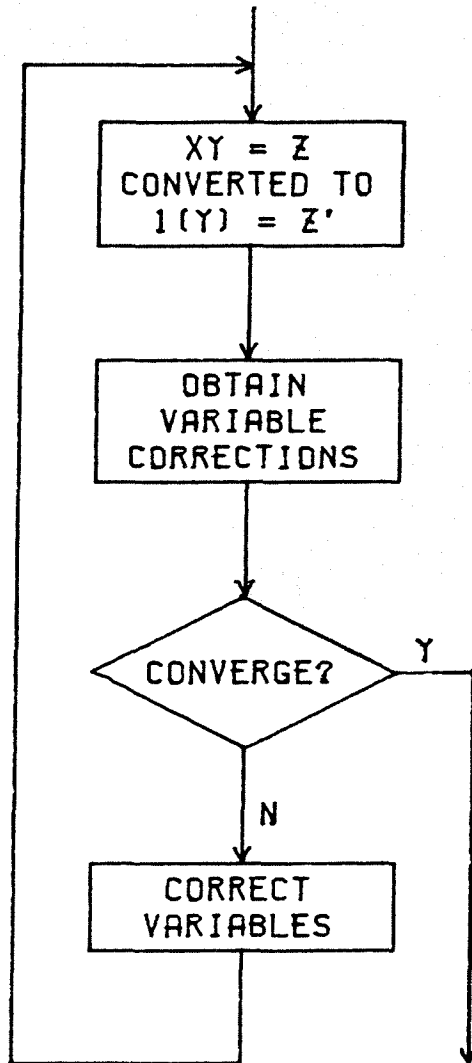 XY = Z
CONVERTED TO
1(Y) = Z'
OBTAIN
VARIABLE
CORRECTIONS
CONVERGE?
Y
N
CORRECT
VARIABLES